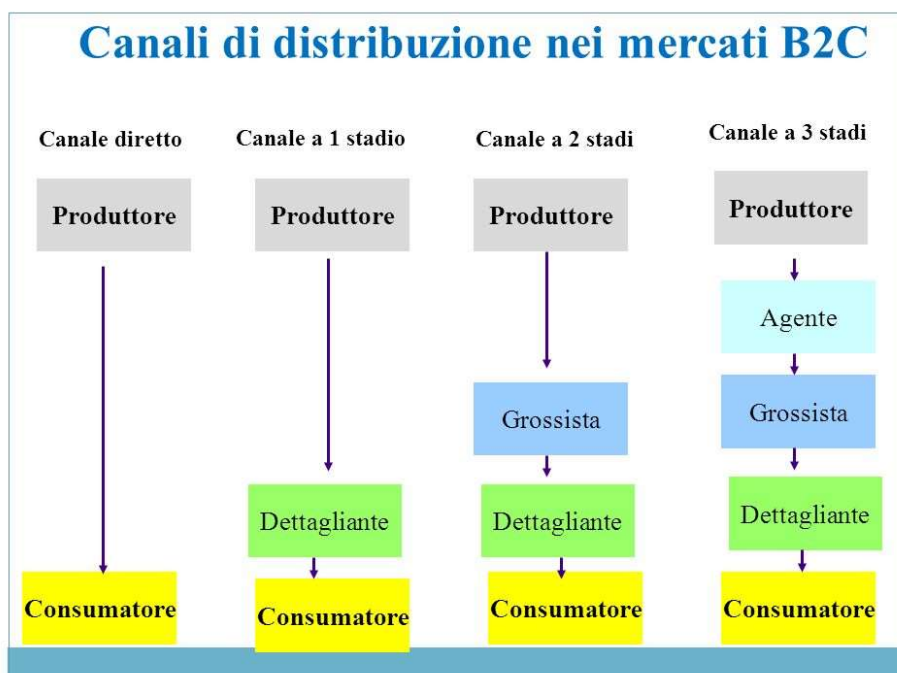 Canali di distribuzione nei mercati B2C
Canale diretto
Produttore
Consumatore
Canale a 1 stadio
Produttore
Dettagliante
Consumatore
Canale a 2 stadi
Produttore
Grossista
Dettagliante
Consumatore
Canale a 3 stadi
Produttore
Agente
Grossista
Dettagliante
Consumatore